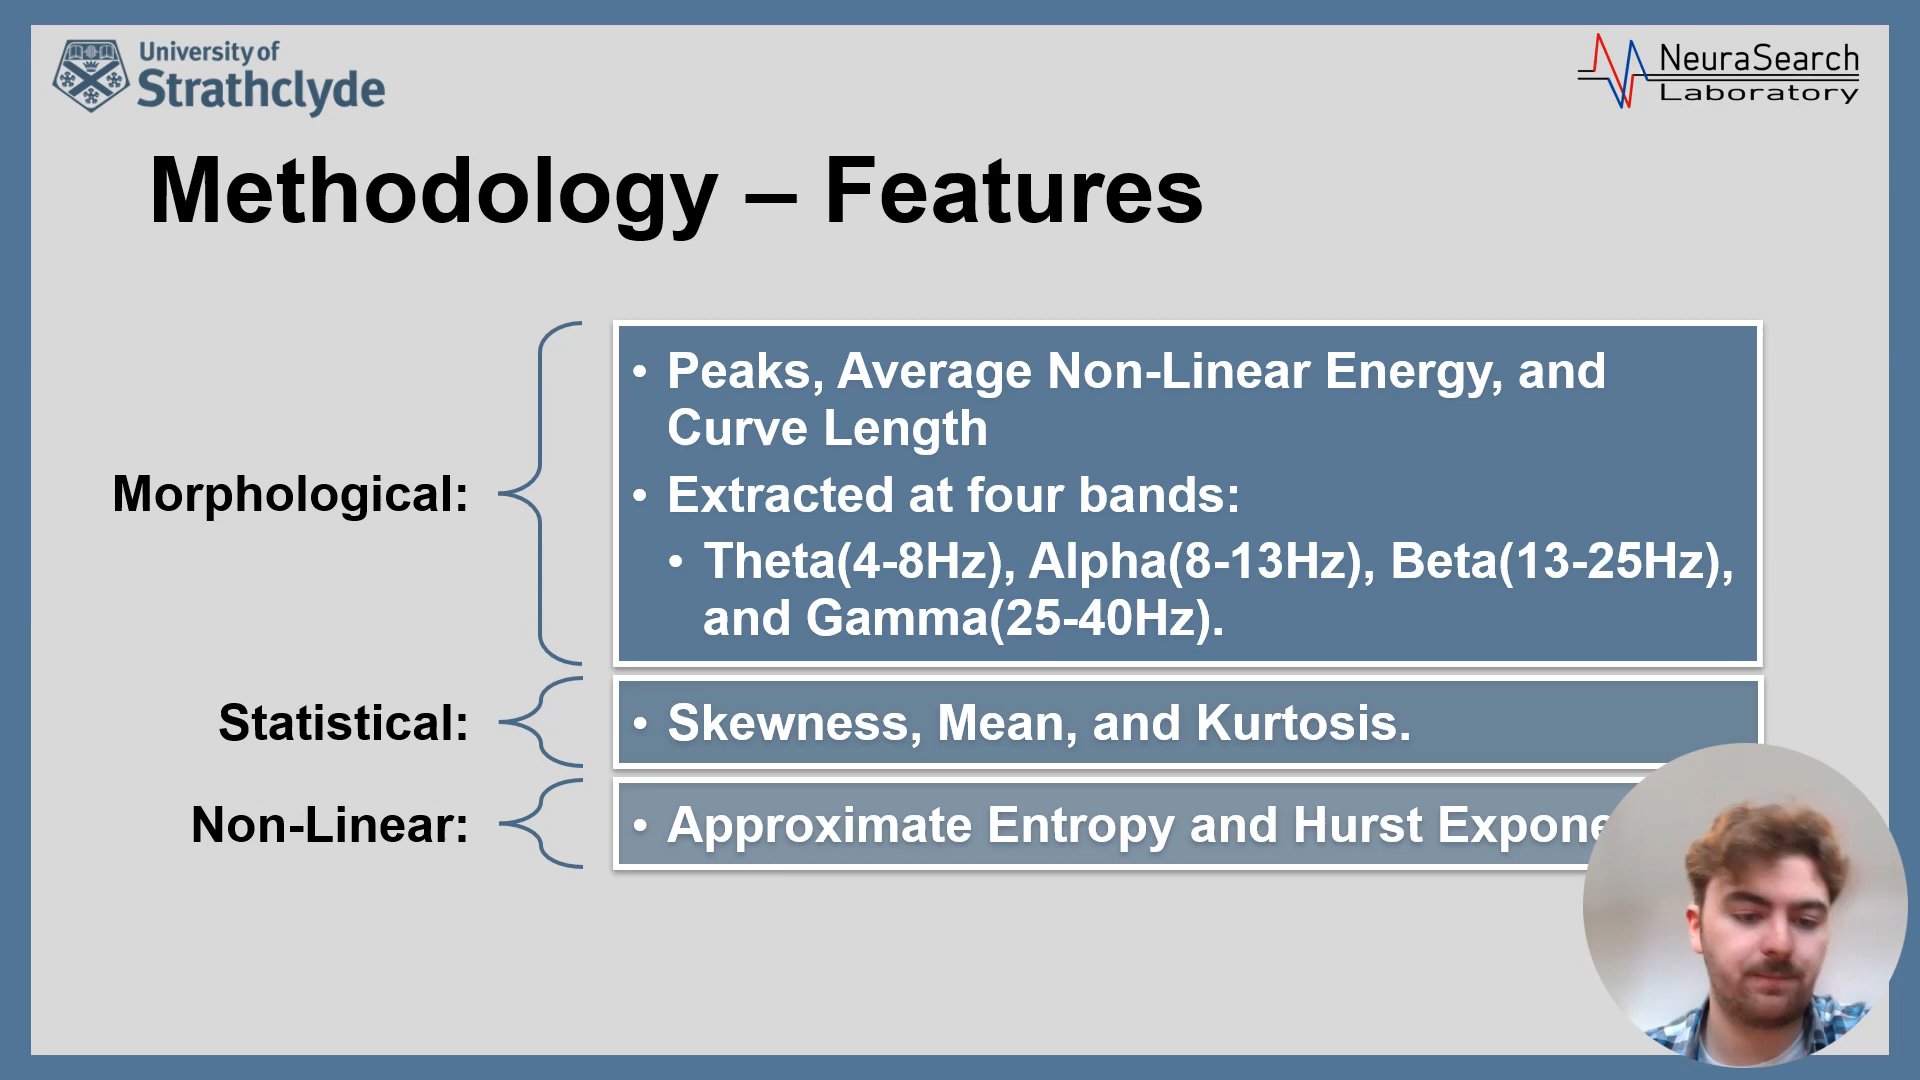 University of
Strathclyde
NeuraSearch
Laboratory
Methodology – Features
Morphological:
• Peaks, Average Non-Linear Energy, and
Curve Length
• Extracted at four bands:
• Theta(4-8Hz), Alpha(8-13Hz), Beta(13-25Hz),
and Gamma(25-40Hz).
Statistical:
• Skewness, Mean, and Kurtosis.
Non-Linear:
• Approximate Entropy and Hurst